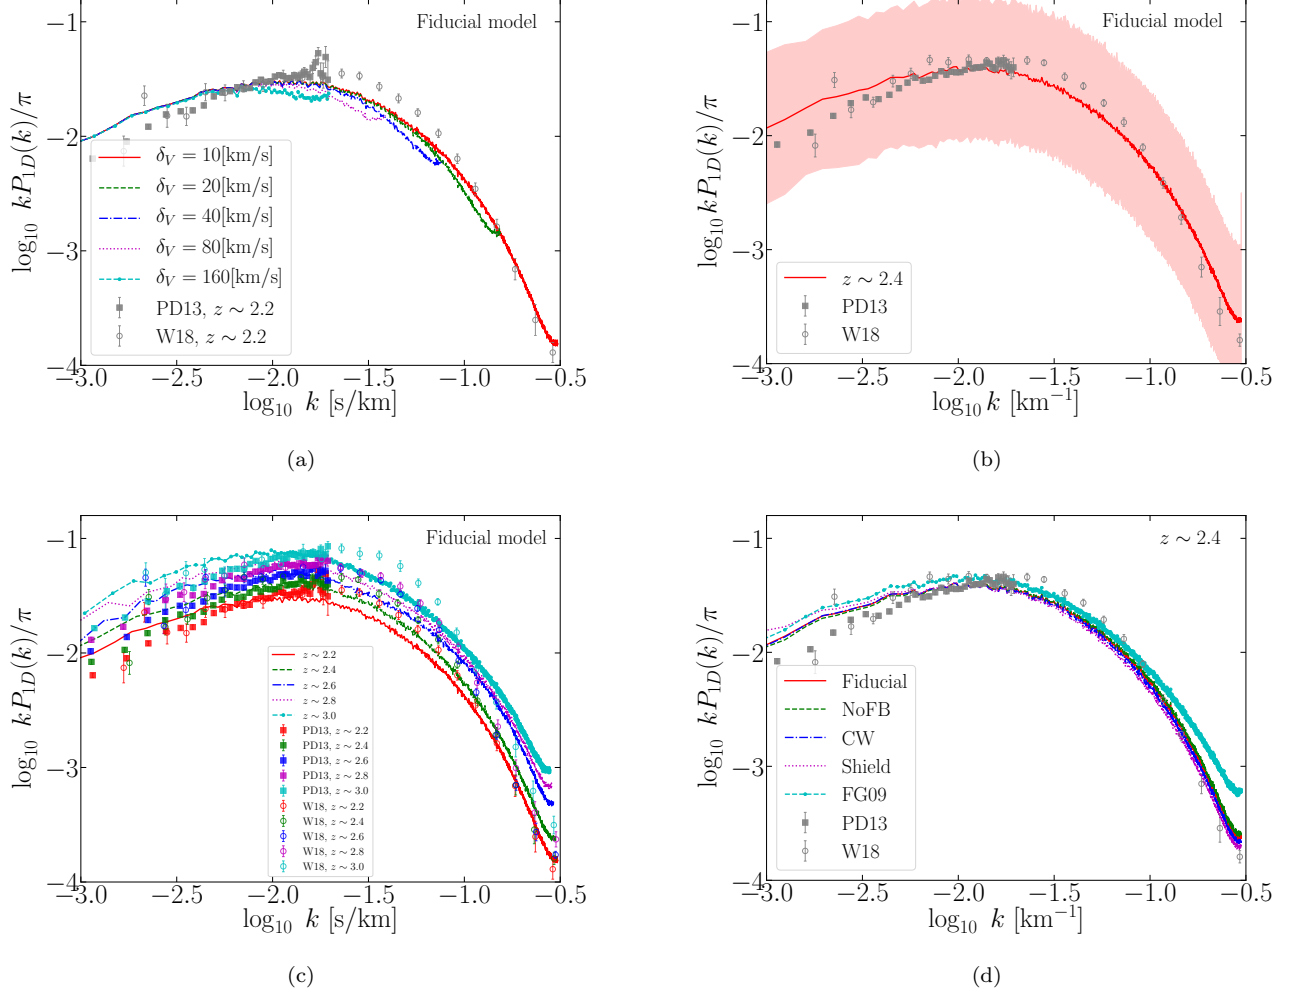 Fiducial model
−1
−2
−3
−4
log₁₀ kP₁D(k)/π
δV = 10[km/s]
δV = 20[km/s]
δV = 40[km/s]
δV = 80[km/s]
δV = 160[km/s]
PD13, z ∼ 2.2
W18, z ∼ 2.2
−3.0 −2.5 −2.0 −1.5 −1.0 −0.5
log₁₀ k [s/km]
(a)
Fiducial model
−1
−2
−3
−4
log₁₀ kP₁D(k)/π
z ∼ 2.4
PD13
W18
−3.0 −2.5 −2.0 −1.5 −1.0 −0.5
log₁₀ k [km⁻¹]
(b)
Fiducial model
−1
−2
−3
−4
log₁₀ kP₁D(k)/π
z ∼ 2.2
z ∼ 2.4
z ∼ 2.6
z ∼ 2.8
z ∼ 3.0
PD13, z ∼ 2.2
PD13, z ∼ 2.4
PD13, z ∼ 2.6
PD13, z ∼ 2.8
PD13, z ∼ 3.0
W18, z ∼ 2.2
W18, z ∼ 2.4
W18, z ∼ 2.6
W18, z ∼ 2.8
W18, z ∼ 3.0
−3.0 −2.5 −2.0 −1.5 −1.0 −0.5
log₁₀ k [s/km]
(c)
z ∼ 2.4
−1
−2
−3
−4
log₁₀ kP₁D(k)/π
Fiducial
NoFB
CW
Shield
FG09
PD13
W18
−3.0 −2.5 −2.0 −1.5 −1.0 −0.5
log₁₀ k [km⁻¹]
(d)